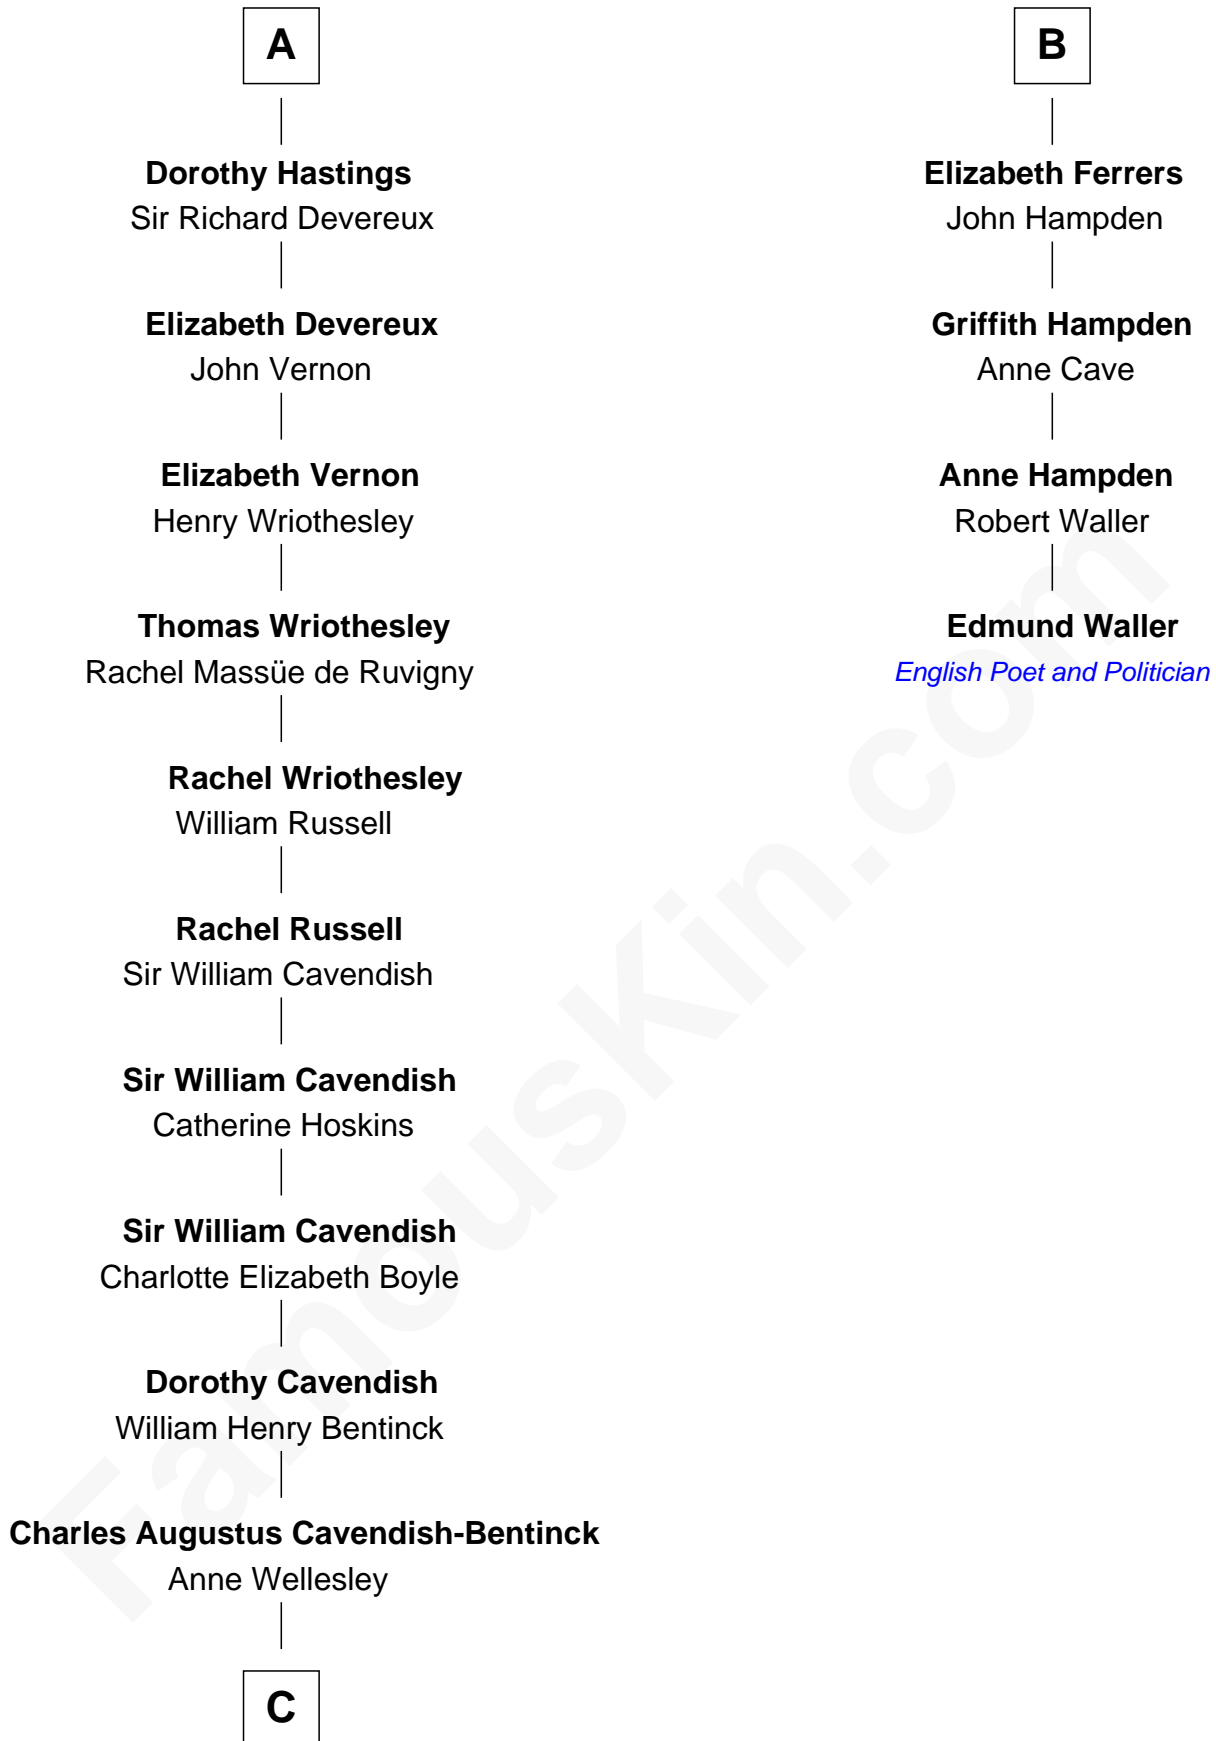 A
Dorothy Hastings
Sir Richard Devereux
Elizabeth Devereux
John Vernon
Elizabeth Vernon
Henry Wriothesley
Thomas Wriothesley
Rachel Massüe de Ruvigny
Rachel Wriothesley
William Russell
Rachel Russell
Sir William Cavendish
Sir William Cavendish
Catherine Hoskins
Sir William Cavendish
Charlotte Elizabeth Boyle
Dorothy Cavendish
William Henry Bentinck
Charles Augustus Cavendish-Bentinck
Anne Wellesley
C
B
Elizabeth Ferrers
John Hampden
Griffith Hampden
Anne Cave
Anne Hampden
Robert Waller
Edmund Waller
English Poet and Politician
FamousKin.com